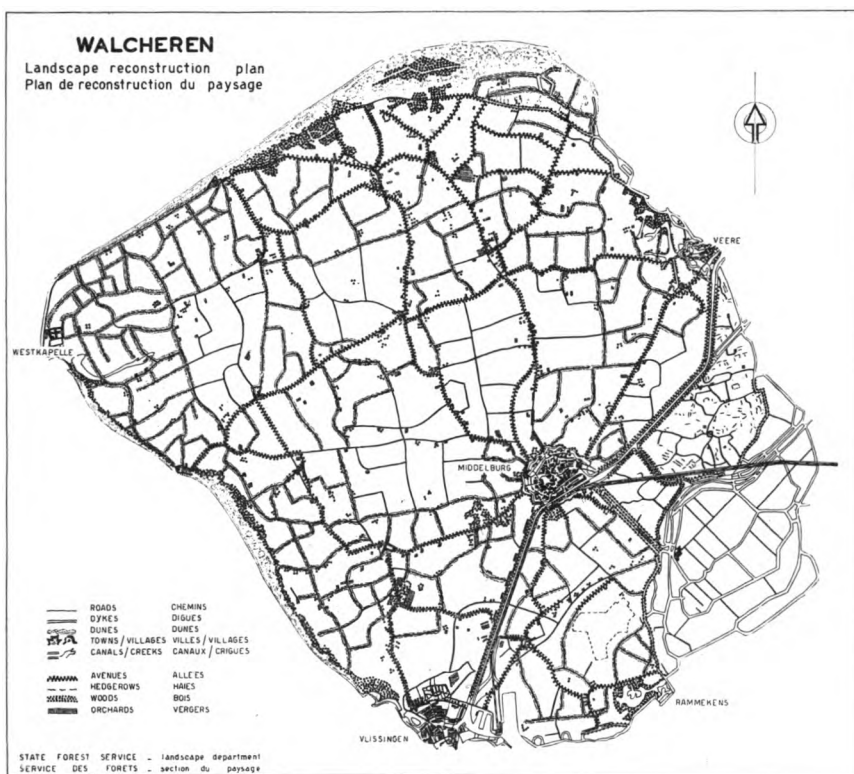 WALCHEREN
Landscape reconstruction plan
Plan de reconstruction du paysage
VEERE
WESTKAPELLE
MIDDELBURG
ROADS CHEMINS
DYKES DIGUES
DUNES DUNES
TOWNS/VILLAGES VILLES/VILLAGES
CANALS/CREEKS CANAUX/CRIGUES
AVENUES ALLEES
HEDGEROWS HAIES
WOODS BOIS
ORCHARDS VERGERS
RAMMEKENS
VLISSINGEN
STATE FOREST SERVICE - landscape department
SERVICE DES FORETS - section du paysage